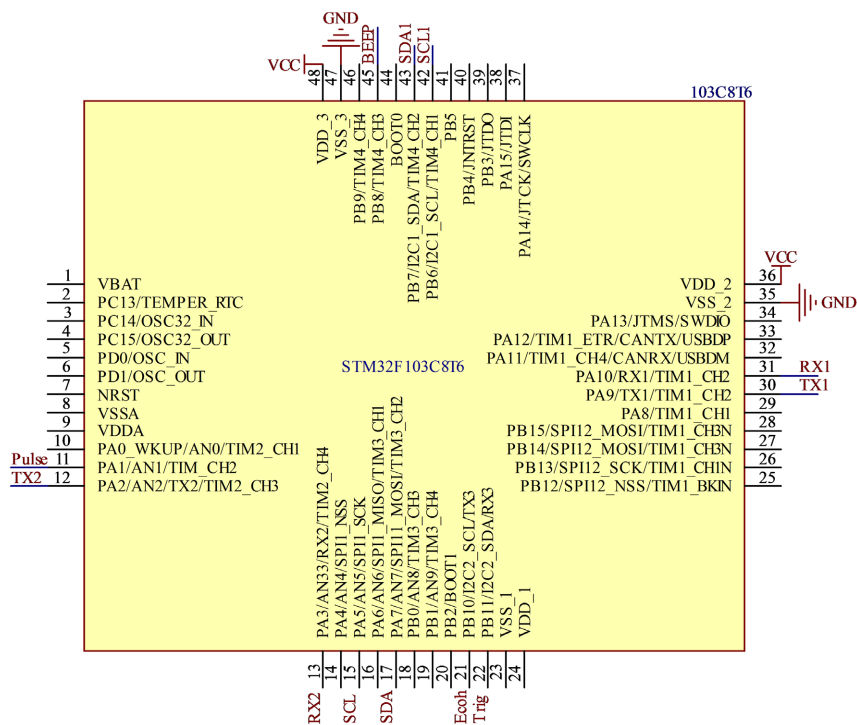 GND
VCC
BEEP
SDA1
SCL1
48
47
46
45
44
43
42
41
40
39
38
37
103C8T6
VDD_3
VSS_3
PB9/TIM4_CH4
PB8/TIM4_CH3
BOOT0
PB7/I2C1_SDA/TIM4_CH2
PB6/I2C1_SCL/TIM4_CH1
PB5
PB4/JNTRST
PB3/JTDO
PA15/JTDI
PA14/JTCK/SWCLK
1 VBAT
2 PC13/TEMPER_RTC
3 PC14/OSC32_IN
4 PC15/OSC32_OUT
5 PD0/OSC_IN
6 PD1/OSC_OUT
7 NRST
8 VSSA
9 VDDA
10 PA0_WKUP/AN0/TIM2_CH1
Pulse 11 PA1/AN1/TIM_CH2
TX2 12 PA2/AN2/TX2/TIM2_CH3
STM32F103C8T6
VCC
VDD_2 36
VSS_2 35 GND
PA13/JTMS/SWDIO 34
PA12/TIM1_ETR/CANTX/USBDP 33
PA11/TIM1_CH4/CANRX/USBDM 32
PA10/RX1/TIM1_CH2 31 RX1
PA9/TX1/TIM1_CH2 30 TX1
PA8/TIM1_CH1 29
PB15/SPI12_MOSI/TIM1_CH3N 28
PB14/SPI12_MOSI/TIM1_CH3N 27
PB13/SPI12_SCK/TIM1_CH1N 26
PB12/SPI12_NSS/TIM1_BKIN 25
PA3/AN33/RX2/TIM2_CH4
PA4/AN4/SPI1_NSS
PA5/AN5/SPI1_SCK
PA6/AN6/SPI1_MISO/TIM3_CH1
PA7/AN7/SPI11_MOSI/TIM3_CH2
PB0/AN8/TIM3_CH3
PB1/AN9/TIM3_CH4
PB2/BOOT1
PB10/I2C2_SCL/TX3
PB11/I2C2_SDA/RX3
VSS_1
VDD_1
13
14
15
16
17
18
19
20
21
22
23
24
RX2
SCL
SDA
Ecoh
Trig